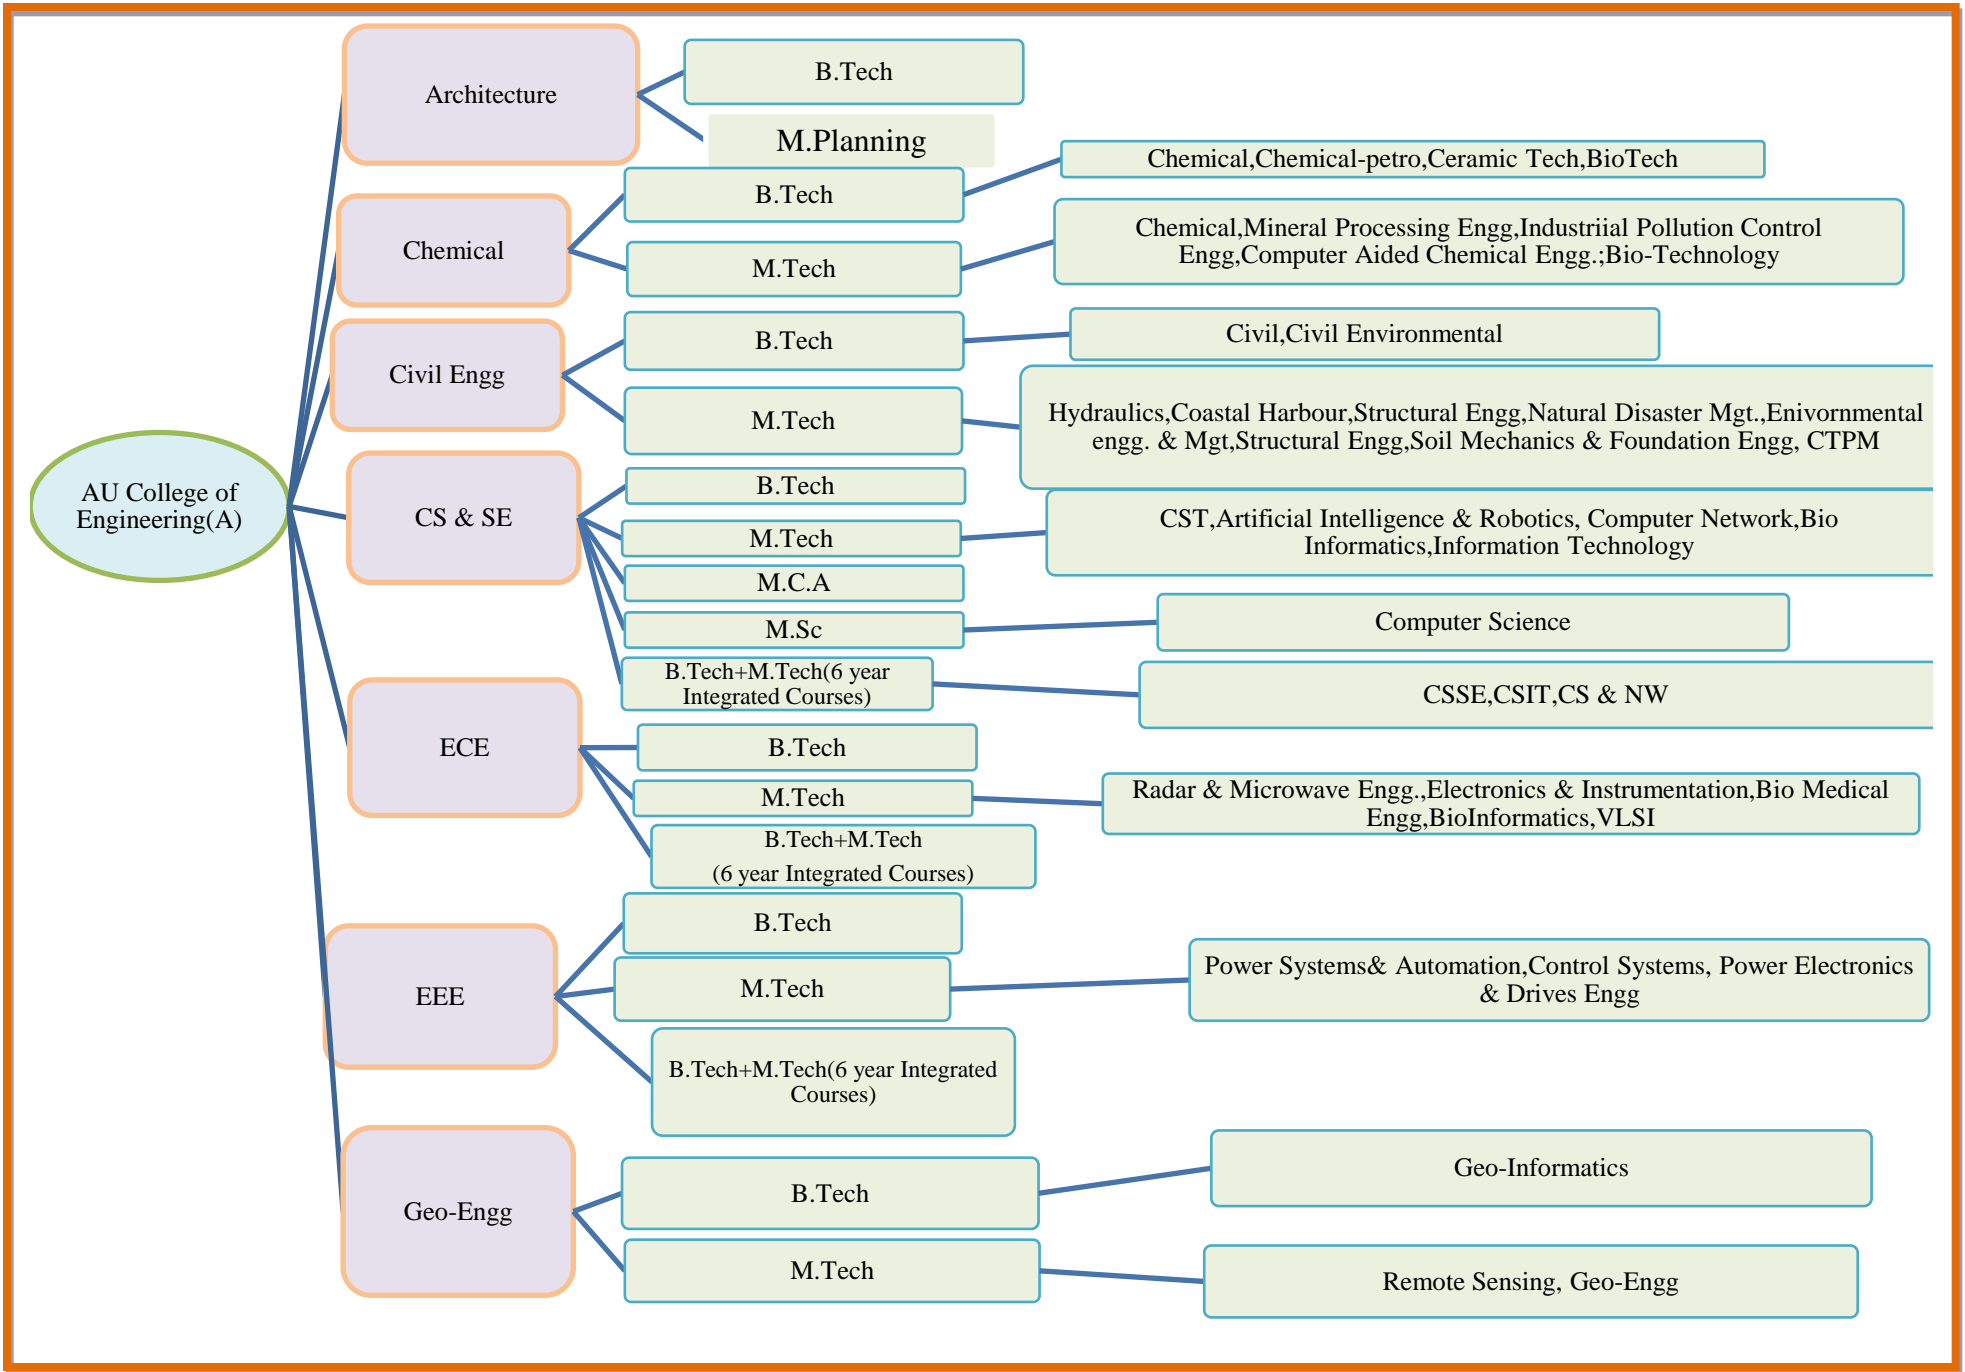 AU College of
Engineering(A)
Architecture
B.Tech
M.Planning
Chemical
B.Tech
Chemical,Chemical-petro,Ceramic Tech,BioTech
M.Tech
Chemical,Mineral Processing Engg,Industriial Pollution Control
Engg,Computer Aided Chemical Engg.;Bio-Technology
Civil Engg
B.Tech
Civil,Civil Environmental
M.Tech
Hydraulics,Coastal Harbour,Structural Engg,Natural Disaster Mgt.,Enivornmental
engg. & Mgt,Structural Engg,Soil Mechanics & Foundation Engg, CTPM
CS & SE
B.Tech
M.Tech
CST,Artificial Intelligence & Robotics, Computer Network,Bio
Informatics,Information Technology
M.C.A
M.Sc
Computer Science
B.Tech+M.Tech(6 year
Integrated Courses)
CSSE,CSIT,CS & NW
ECE
B.Tech
M.Tech
Radar & Microwave Engg.,Electronics & Instrumentation,Bio Medical
Engg,BioInformatics,VLSI
B.Tech+M.Tech
(6 year Integrated Courses)
EEE
B.Tech
M.Tech
Power Systems& Automation,Control Systems, Power Electronics
& Drives Engg
B.Tech+M.Tech(6 year Integrated
Courses)
Geo-Engg
B.Tech
Geo-Informatics
M.Tech
Remote Sensing, Geo-Engg